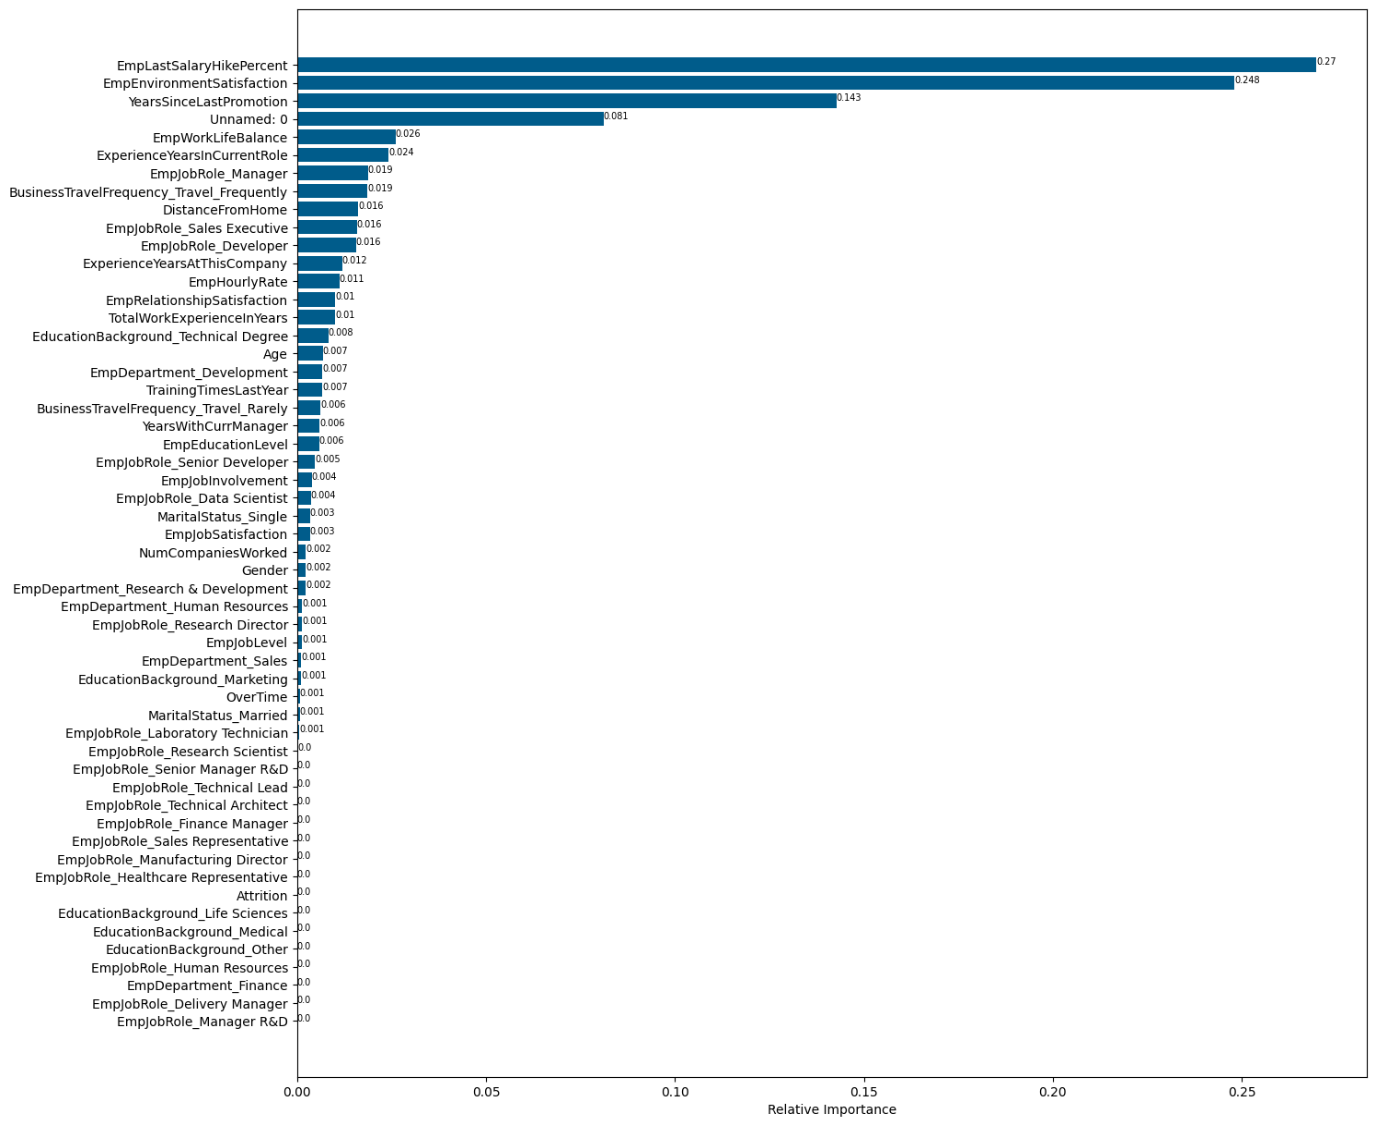 EmpLastSalaryHikePercent 0.27
EmpEnvironmentSatisfaction 0.248
YearsSinceLastPromotion 0.143
Unnamed: 0 0.081
EmpWorkLifeBalance 0.026
ExperienceYearsInCurrentRole 0.024
EmpJobRole_Manager 0.019
BusinessTravelFrequency_Travel_Frequently 0.019
DistanceFromHome 0.016
EmpJobRole_Sales Executive 0.016
EmpJobRole_Developer 0.016
ExperienceYearsAtThisCompany 0.012
EmpHourlyRate 0.011
EmpRelationshipSatisfaction 0.01
TotalWorkExperienceInYears 0.01
EducationBackground_Technical Degree 0.008
Age 0.007
EmpDepartment_Development 0.007
TrainingTimesLastYear 0.007
BusinessTravelFrequency_Travel_Rarely 0.006
YearsWithCurrManager 0.006
EmpEducationLevel 0.006
EmpJobRole_Senior Developer 0.005
EmpJobInvolvement 0.004
EmpJobRole_Data Scientist 0.004
MaritalStatus_Single 0.003
EmpJobSatisfaction 0.003
NumCompaniesWorked 0.002
Gender 0.002
EmpDepartment_Research & Development 0.002
EmpDepartment_Human Resources 0.001
EmpJobRole_Research Director 0.001
EmpJobLevel 0.001
EmpDepartment_Sales 0.001
EducationBackground_Marketing 0.001
OverTime 0.001
MaritalStatus_Married 0.001
EmpJobRole_Laboratory Technician 0.001
EmpJobRole_Research Scientist 0.0
EmpJobRole_Senior Manager R&D 0.0
EmpJobRole_Technical Lead 0.0
EmpJobRole_Technical Architect 0.0
EmpJobRole_Finance Manager 0.0
EmpJobRole_Sales Representative 0.0
EmpJobRole_Manufacturing Director 0.0
EmpJobRole_Healthcare Representative 0.0
Attrition 0.0
EducationBackground_Life Sciences 0.0
EducationBackground_Medical 0.0
EducationBackground_Other 0.0
EmpJobRole_Human Resources 0.0
EmpDepartment_Finance 0.0
EmpJobRole_Delivery Manager 0.0
EmpJobRole_Manager R&D 0.0
0.00 0.05 0.10 0.15 0.20 0.25
Relative Importance